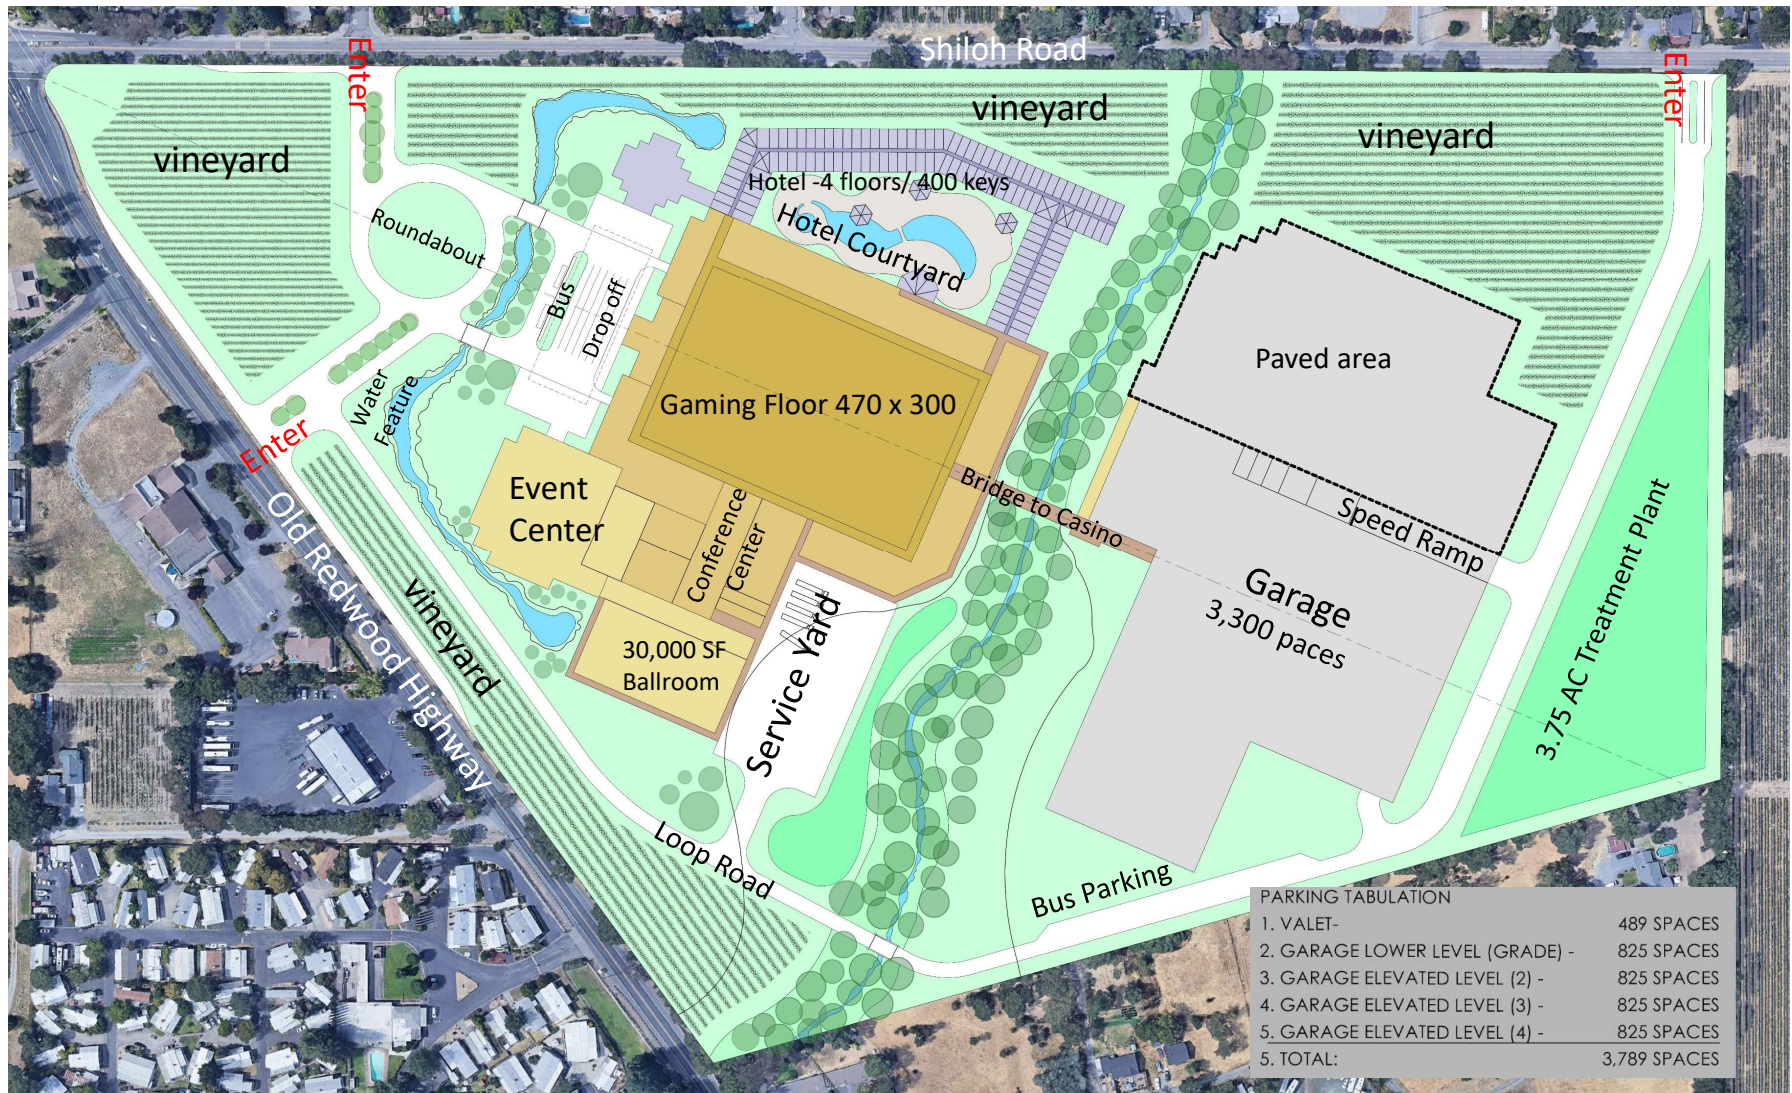 Shiloh Road
Enter
Enter
vineyard
vineyard
vineyard
Hotel -4 floors/ 400 keys
Hotel Courtyard
Roundabout
Bus
Drop off
Paved area
Water
Feature
Gaming Floor 470 x 300
Enter
Event
Center
Conference
Center
Bridge to Casino
Speed Ramp
Old Redwood Highway
vineyard
Garage
3,300 paces
3.75 AC Treatment Plant
30,000 SF
Ballroom
Service Yard
Loop Road
Bus Parking
PARKING TABULATION
1. VALET- 489 SPACES
2. GARAGE LOWER LEVEL (GRADE) - 825 SPACES
3. GARAGE ELEVATED LEVEL (2) - 825 SPACES
4. GARAGE ELEVATED LEVEL (3) - 825 SPACES
5. GARAGE ELEVATED LEVEL (4) - 825 SPACES
5. TOTAL: 3,789 SPACES